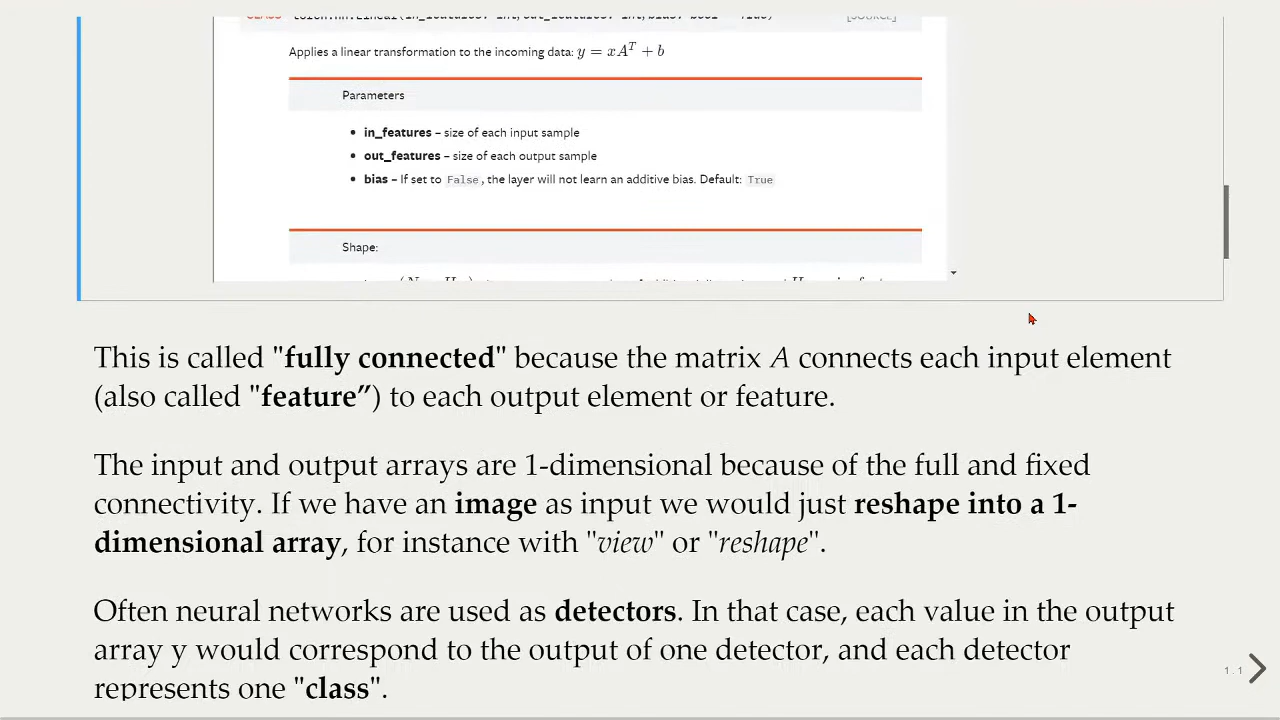 [SOURCE]
Applies a linear transformation to the incoming data: y = xA^T + b
Parameters
• in_features – size of each input sample
• out_features – size of each output sample
• bias – If set to False, the layer will not learn an additive bias. Default: True
Shape:
This is called "fully connected" because the matrix A connects each input element
(also called "feature”) to each output element or feature.
The input and output arrays are 1-dimensional because of the full and fixed
connectivity. If we have an image as input we would just reshape into a 1-
dimensional array, for instance with "view" or "reshape".
Often neural networks are used as detectors. In that case, each value in the output
array y would correspond to the output of one detector, and each detector
represents one "class".
1.1